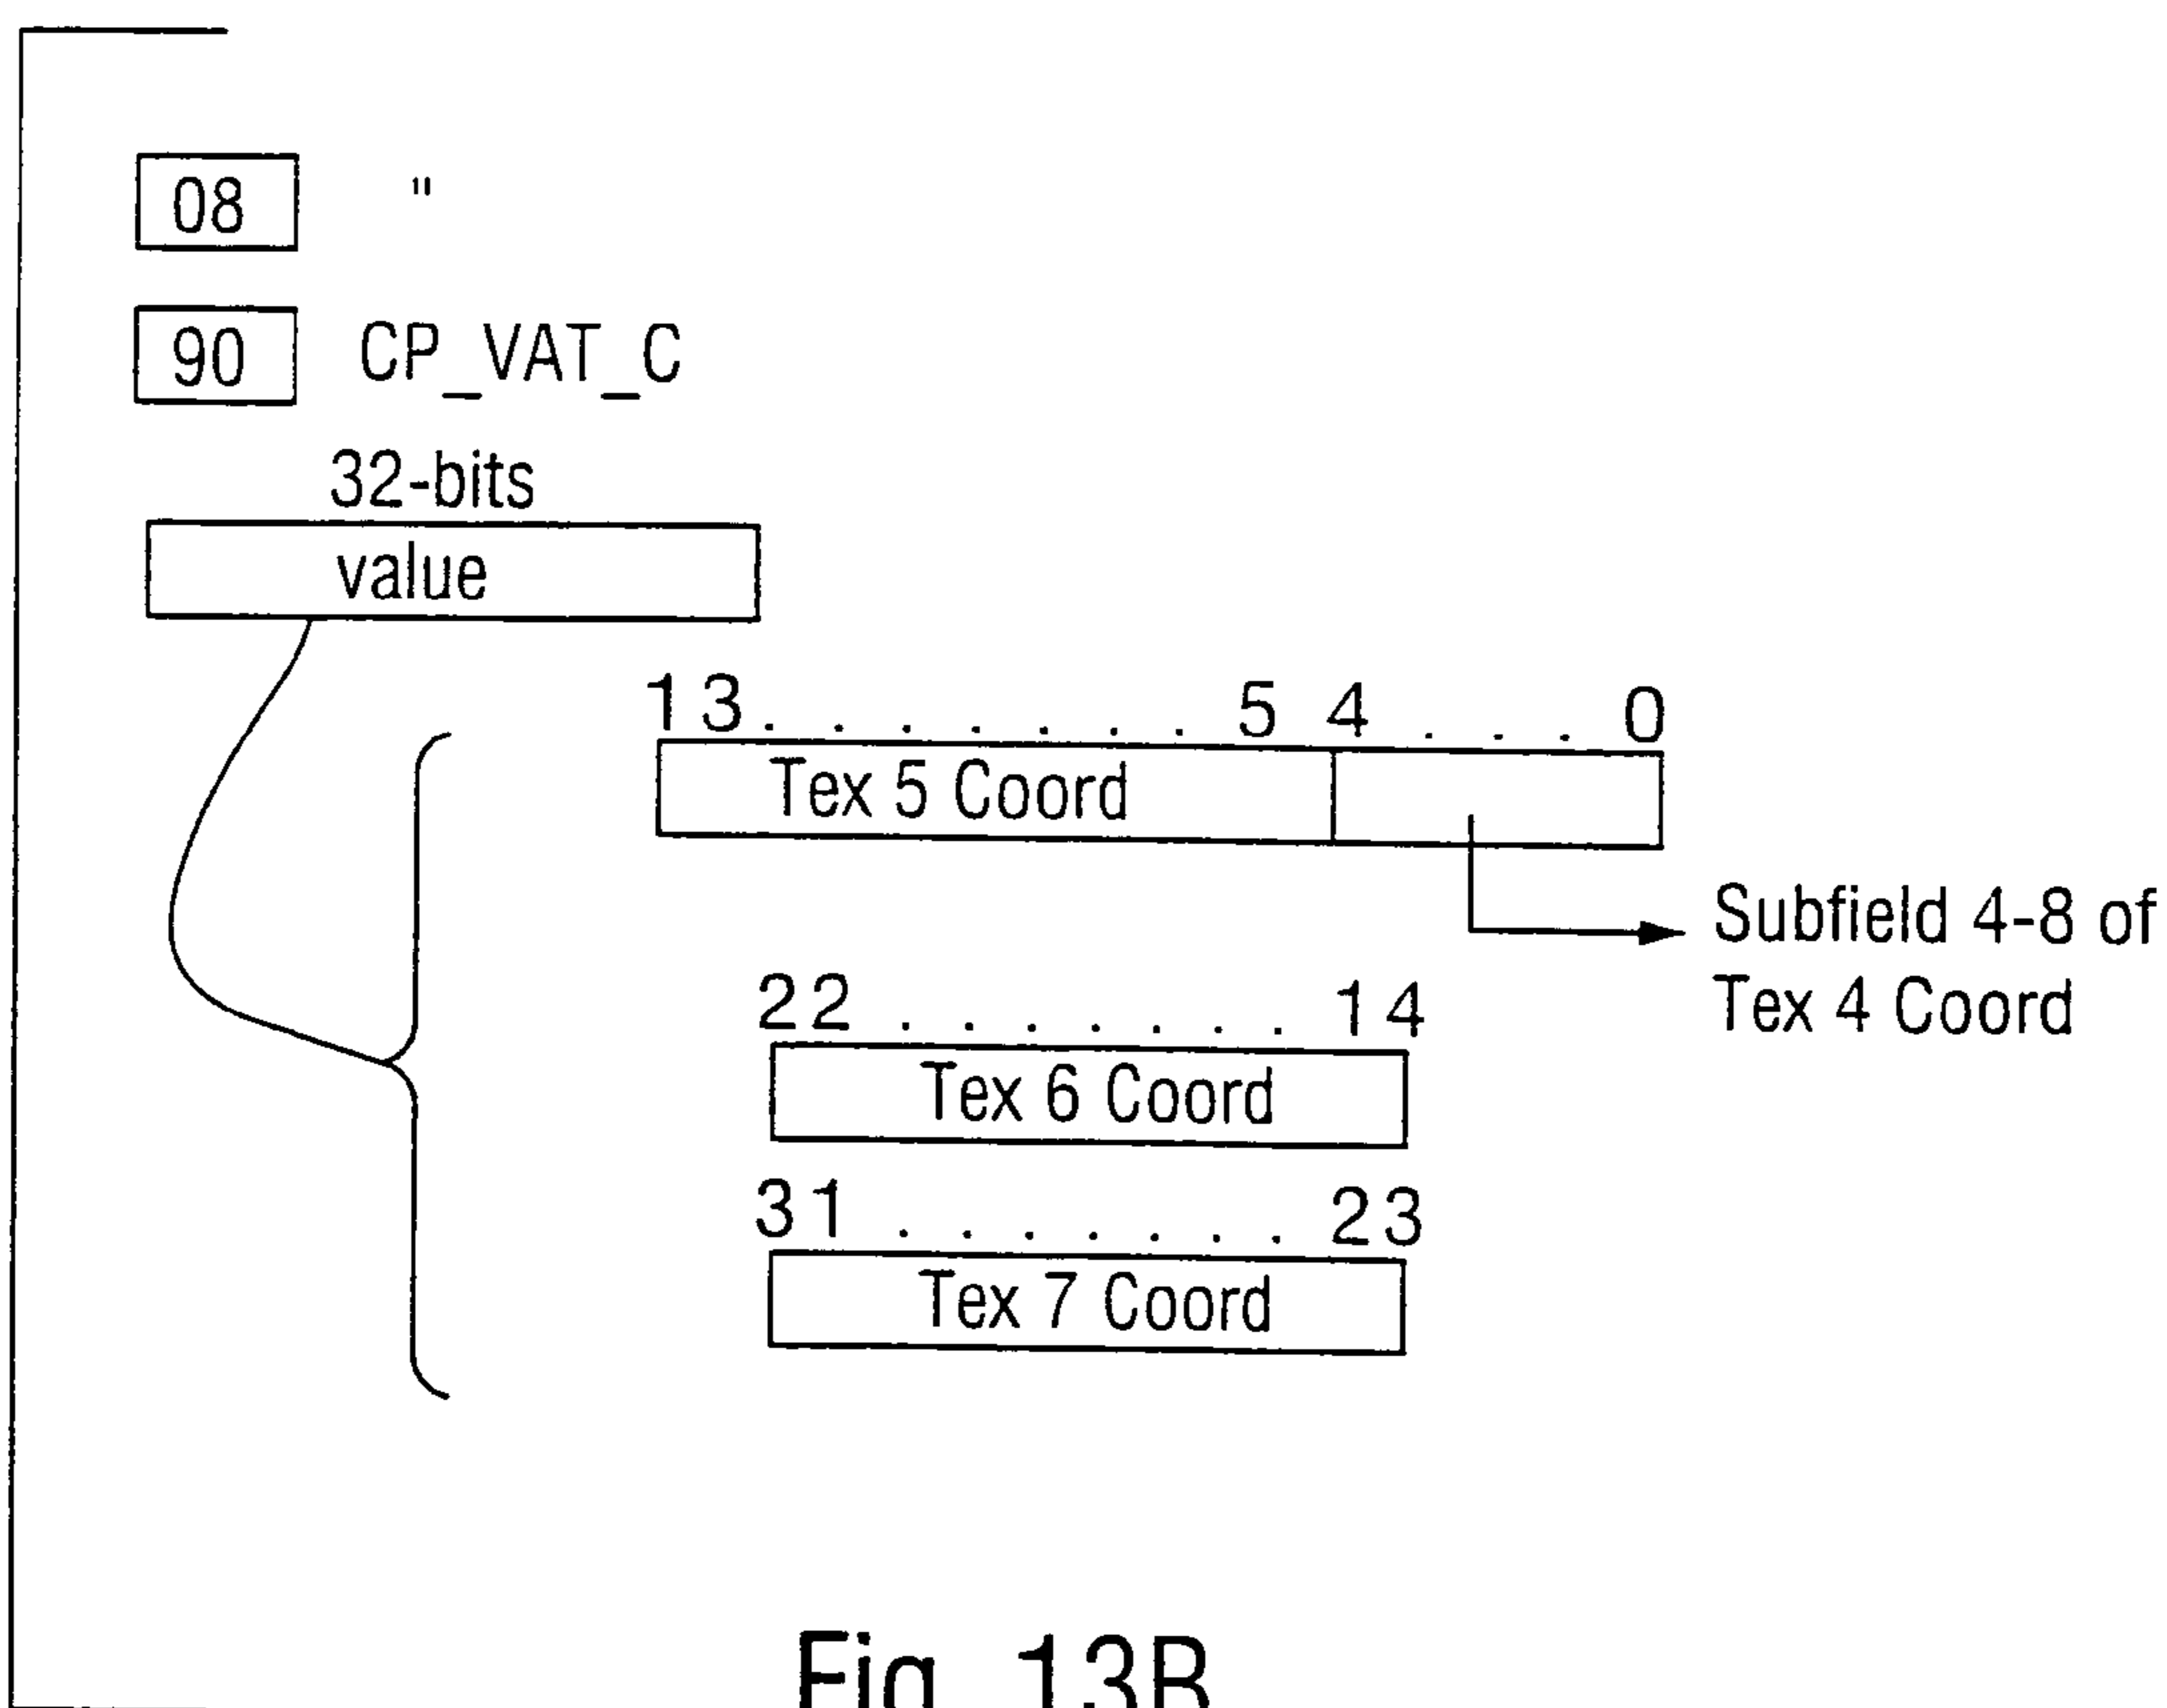 08 "
90 CP_VAT_C
32-bits
value
13. . . . . . . 5 4 . . . 0
Tex 5 Coord
Subfield 4-8 of
Tex 4 Coord
22 . . . . . . . 14
Tex 6 Coord
31 . . . . . . . 23
Tex 7 Coord
Fig. 13B